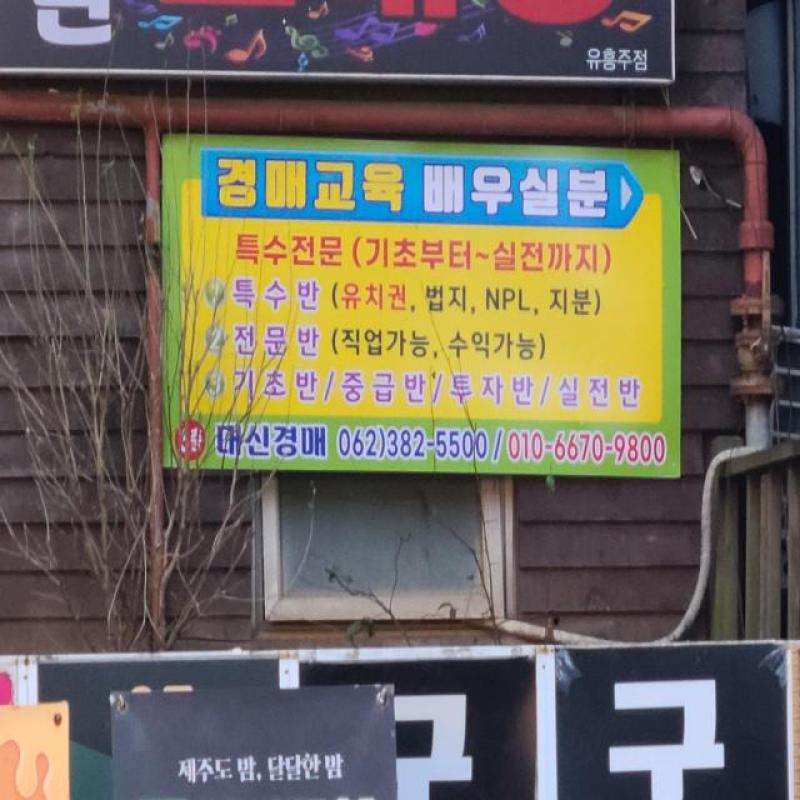 유흥주점
경매교육 배우실분
특수전문 (기초부터~실전까지)
1 특수반 (유치권, 법지, NPL, 지분)
2 전문반 (직업가능, 수익가능)
3 기초반/중급반/투자반/실전반
대신경매 062)382-5500/010-6670-9800
구 구
제주도 밤, 달달한 밤